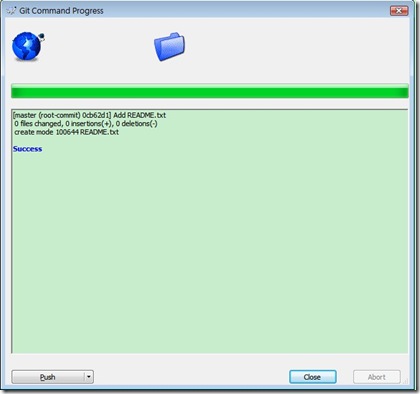 Git Command Progress
[master (root-commit) 0cb62d1] Add README.txt
0 files changed, 0 insertions(+), 0 deletions(-)
create mode 100644 README.txt
Success
Push
Close
Abort